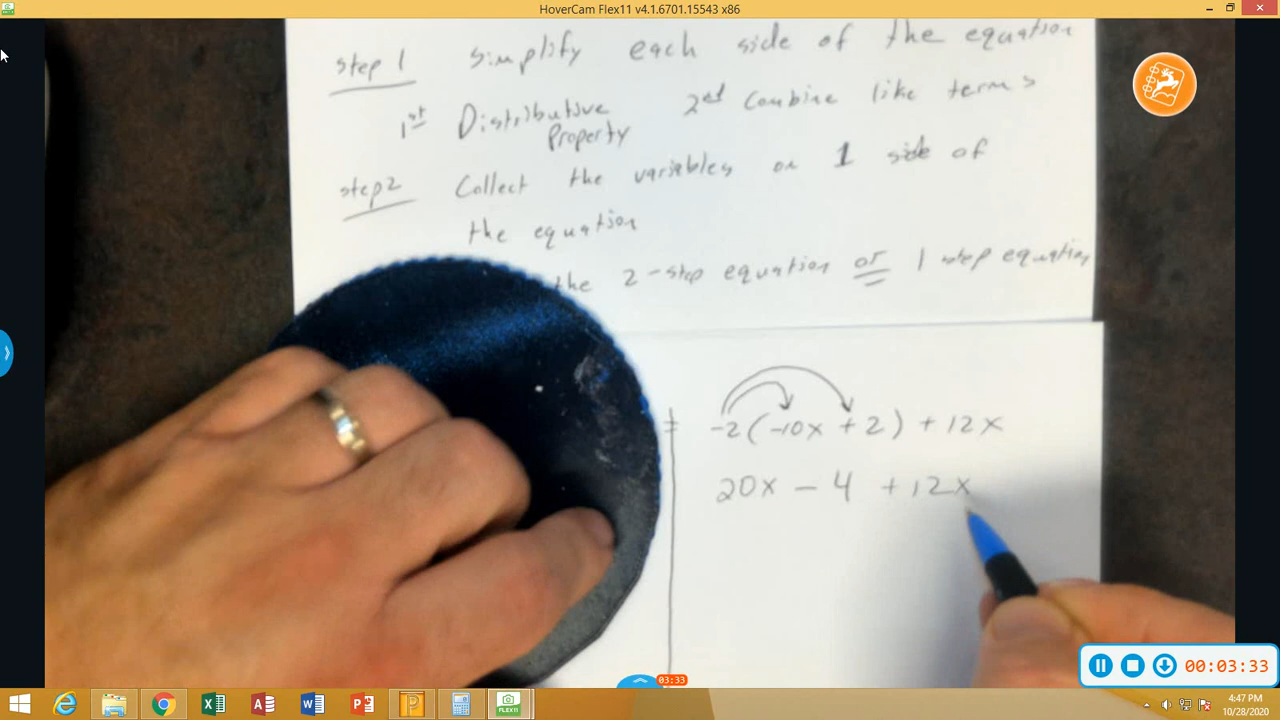 HoverCam Flex11 v4.1.6701.15543 x86
step 1 simplify each side of the equation
1st Distributive Property 2nd Combine like terms
step 2 Collect the variables on 1 side of
the equation
the 2-step equation or 1 step equation
= -2(-10x + 2) + 12x
20x - 4 + 12x
00:03:33
03:33
4:47 PM
10/28/2020
FLEX11